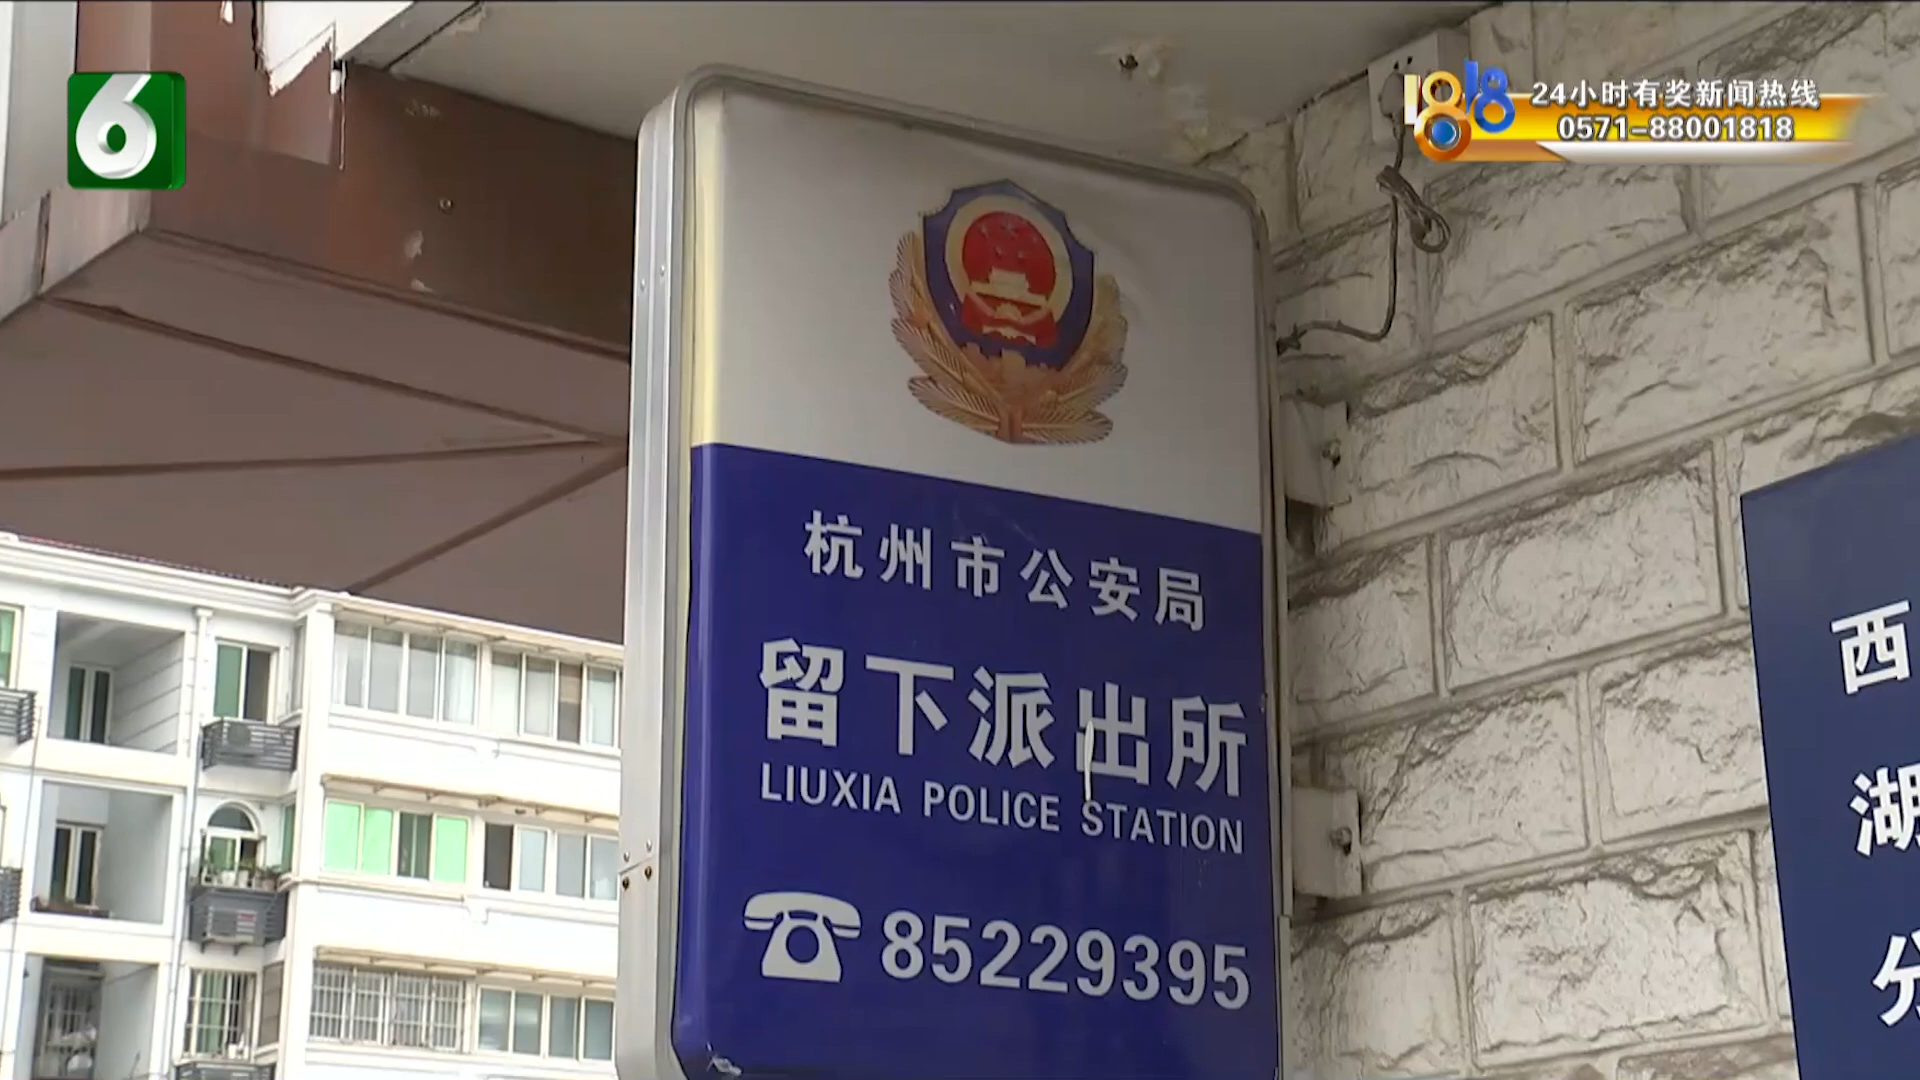 6
1818
24小时有奖新闻热线
0571-88001818
杭州市公安局
留下派出所
LIUXIA POLICE STATION
85229395
西
湖
分